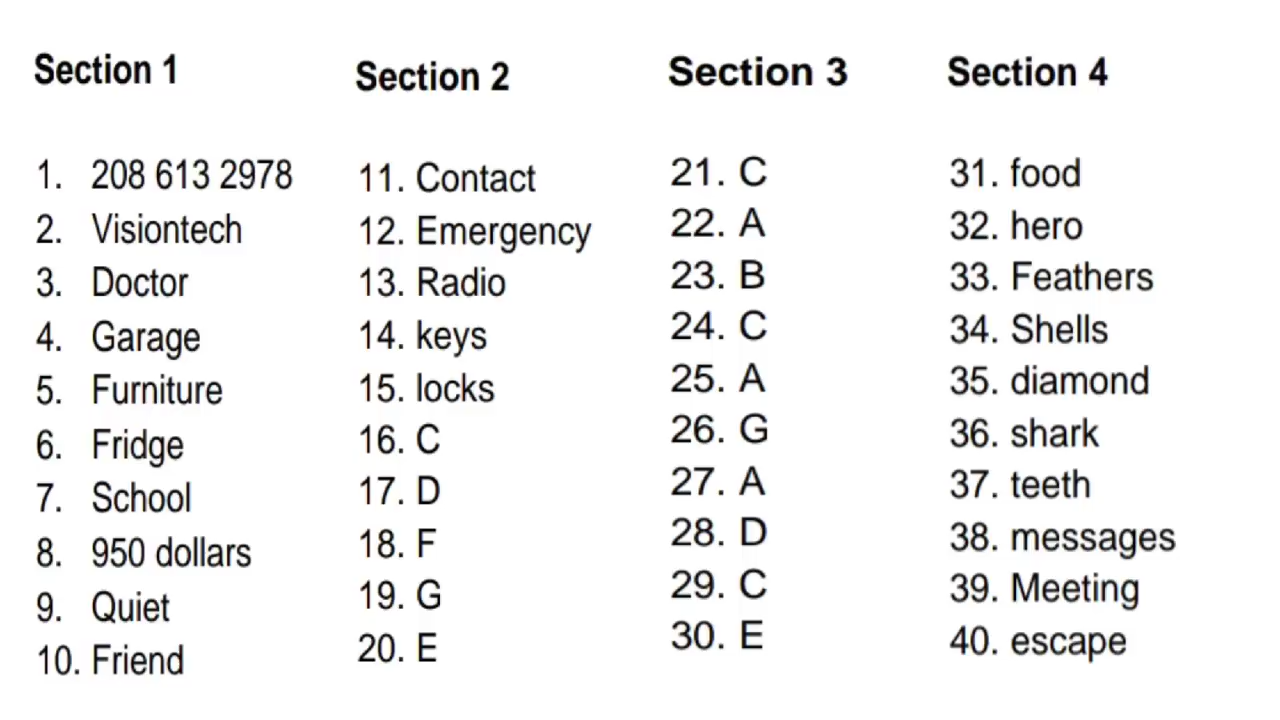 Section 1
1. 208 613 2978
2. Visiontech
3. Doctor
4. Garage
5. Furniture
6. Fridge
7. School
8. 950 dollars
9. Quiet
10. Friend
Section 2
11. Contact
12. Emergency
13. Radio
14. keys
15. locks
16. C
17. D
18. F
19. G
20. E
Section 3
21. C
22. A
23. B
24. C
25. A
26. G
27. A
28. D
29. C
30. E
Section 4
31. food
32. hero
33. Feathers
34. Shells
35. diamond
36. shark
37. teeth
38. messages
39. Meeting
40. escape